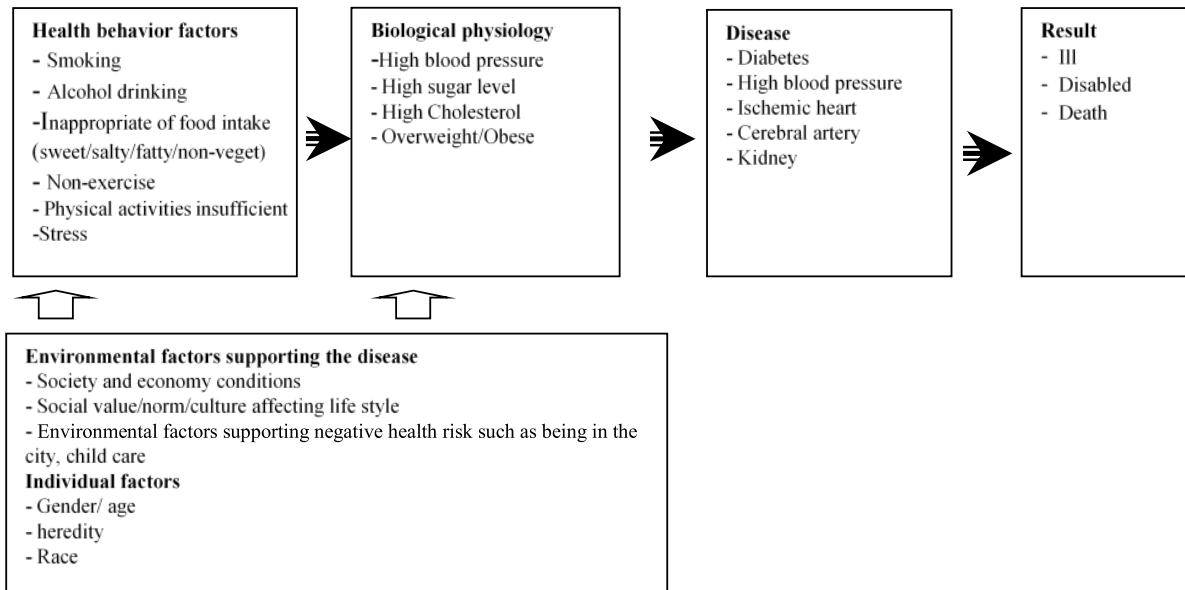 Health behavior factors
- Smoking
- Alcohol drinking
-Inappropriate of food intake
(sweet/salty/fatty/non-veget)
- Non-exercise
- Physical activities insufficient
-Stress
Biological physiology
-High blood pressure
- High sugar level
- High Cholesterol
- Overweight/Obese
Disease
- Diabetes
- High blood pressure
- Ischemic heart
- Cerebral artery
- Kidney
Result
- Ill
- Disabled
- Death
Environmental factors supporting the disease
- Society and economy conditions
- Social value/norm/culture affecting life style
- Environmental factors supporting negative health risk such as being in the
city, child care
Individual factors
- Gender/ age
- heredity
- Race